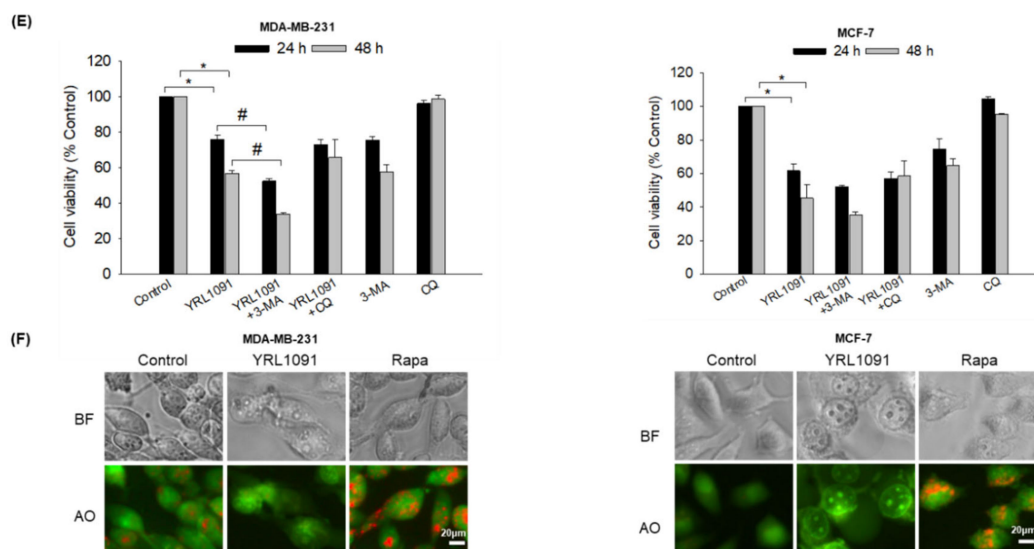 (E)
MDA-MB-231
24 h 48 h
Cell viability (% Control)
120
100
80
60
40
20
0
* * # #
Control
YRL1091
YRL1091 +3-MA
YRL1091 +CQ
3-MA
CQ
MCF-7
24 h 48 h
Cell viability (% Control)
120
100
80
60
40
20
0
* *
Control
YRL1091
YRL1091 +3-MA
YRL1091 +CQ
3-MA
CQ
(F)
MDA-MB-231
Control YRL1091 Rapa
BF
AO
20μm
MCF-7
Control YRL1091 Rapa
BF
AO
20μm